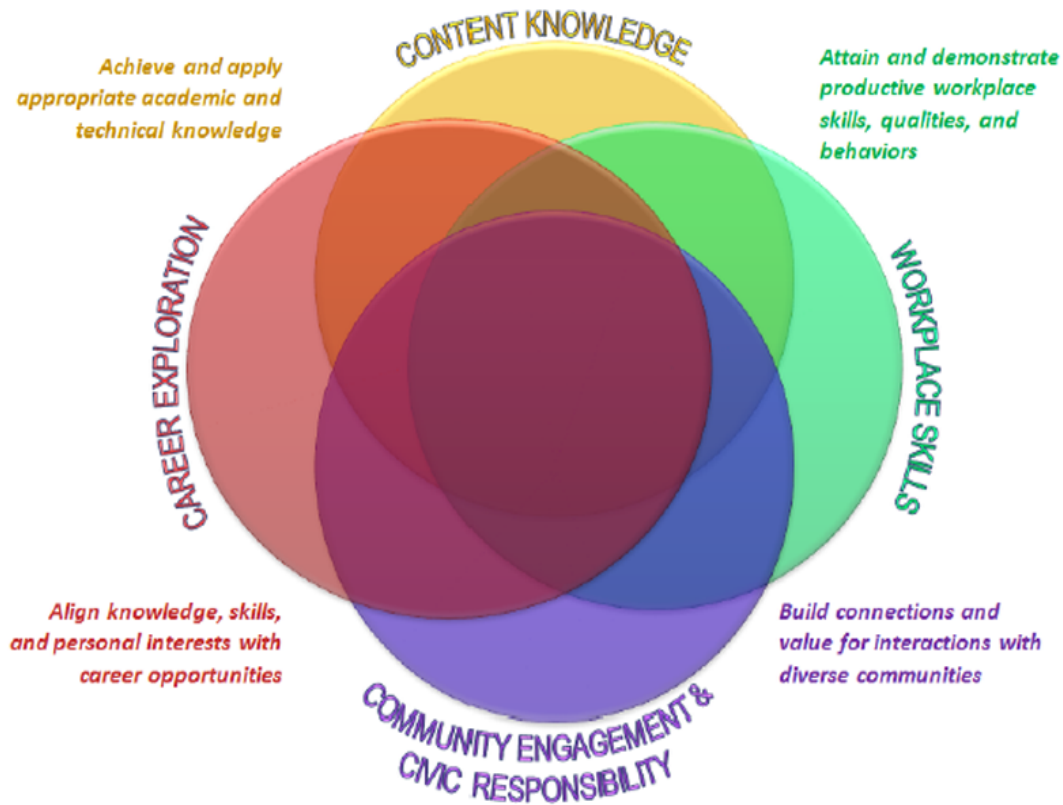 CONTENT KNOWLEDGE
Achieve and apply
appropriate academic and
technical knowledge
Attain and demonstrate
productive workplace
skills, qualities, and
behaviors
CAREER EXPLORATION
WORKPLACE SKILLS
Align knowledge, skills,
and personal interests with
career opportunities
Build connections and
value for interactions with
diverse communities
COMMUNITY ENGAGEMENT &
CIVIC RESPONSIBILITY